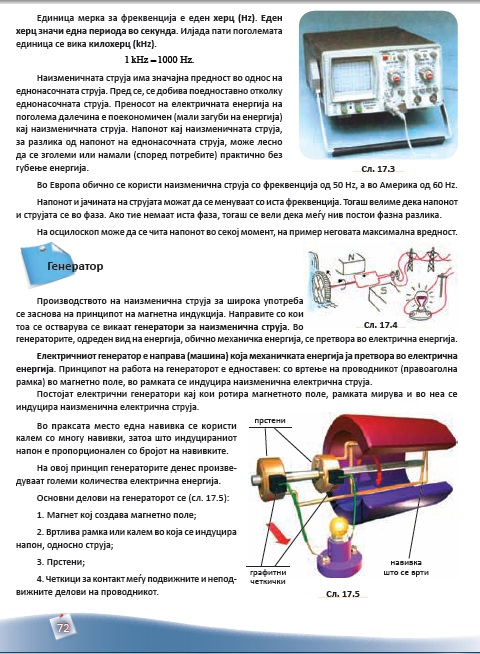 Единица мерка за фреквенција е еден херц (Hz). Еден
херц значи една периода во секунда. Илјада пати поголемата
единица се вика килохерц (kHz).
1 kHz = 1000 Hz.
Наизменичната струја има значајна предност во однос на
еднонасочната струја. Пред се, се добива поедноставно отколку
еднонасочната струја. Преносот на електричната енергија на
поголема далечина е поекономичен (мали загуби на енергија)
кај наизменичната струја. Напонот кај наизменичната струја,
за разлика од напонот на еднонасочната струја, може лесно
да се зголеми или намали (според потребите) практично без
губење енергија.
Сл. 17.3
Во Европа обично се користи наизменична струја со фреквенција од 50 Hz, а во Америка од 60 Hz.
Напонот и јачината на струјата можат да се менуваат со иста фреквенција. Тогаш велиме дека напонот
и струјата се во фаза. Ако тие немаат иста фаза, тогаш се вели дека меѓу нив постои фазна разлика.
На осцилоскоп може да се чита напонот во секој момент, на пример неговата максимална вредност.
Генератор
N
S
Сл. 17.4
Производството на наизменична струја за широка употреба
се заснова на принципот на магнетна индукција. Направите со кои
тоа се остварува се викаат генератори за наизменична струја. Во
генераторите, одреден вид на енергија, обично механичка енергија, се претвора во електрична енергија.
Електричниот генератор е направа (машина) која механичката енергија ја претвора во електрична
енергија. Принципот на работа на генераторот е едноставен: со вртење на проводникот (правоаголна
рамка) во магнетно поле, во рамката се индуцира наизменична електрична струја.
Постојат електрични генератори кај кои ротира магнетното поле, рамката мирува и во неа се
индуцира наизменична електрична струја.
Во праксата место една навивка се користи
калем со многу навивки, затоа што индуцираниот
напон е пропорционален со бројот на навивките.
На овој принцип генераторите денес произве-
дуваат големи количества електрична енергија.
Основни делови на генераторот се (сл. 17.5):
1. Магнет кој создава магнетно поле;
2. Вртлива рамка или калем во која се индуцира
напон, односно струја;
3. Прстени;
4. Четкици за контакт меѓу подвижните и непод-
вижните делови на проводникот.
прстени
графитни
четкички
навивка
што се врти
Сл. 17.5
72